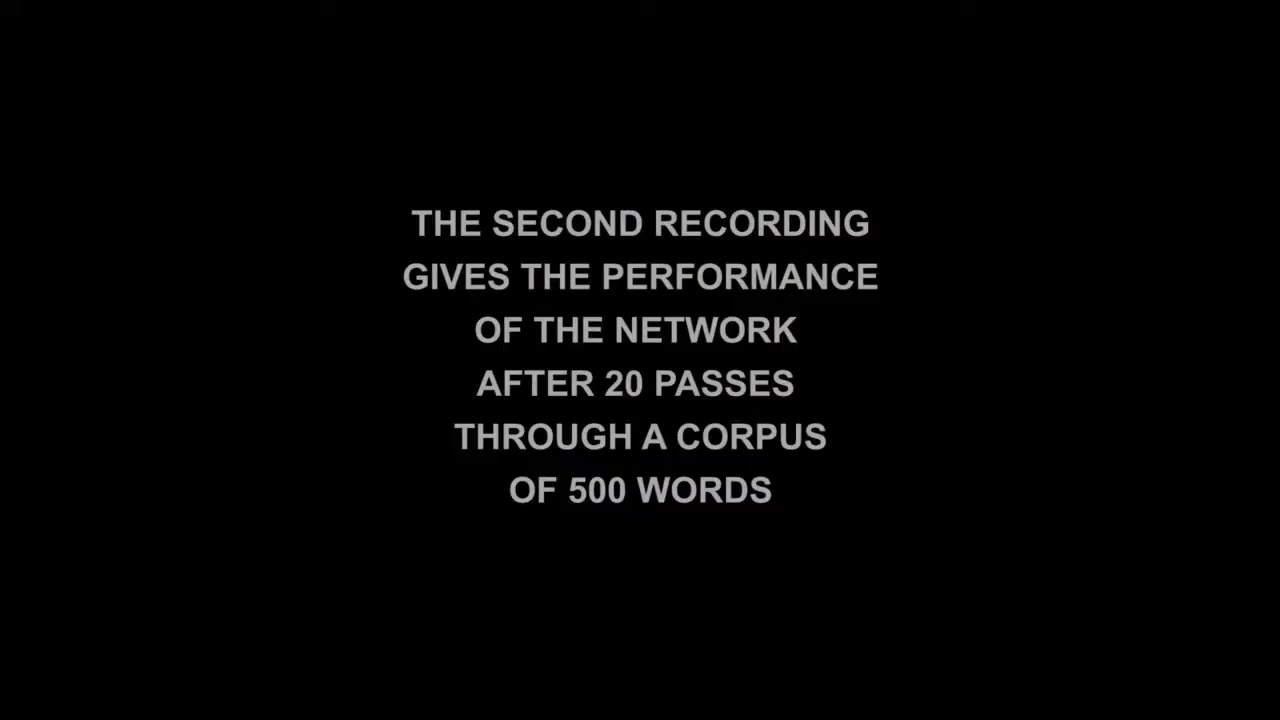 THE SECOND RECORDING
GIVES THE PERFORMANCE
OF THE NETWORK
AFTER 20 PASSES
THROUGH A CORPUS
OF 500 WORDS